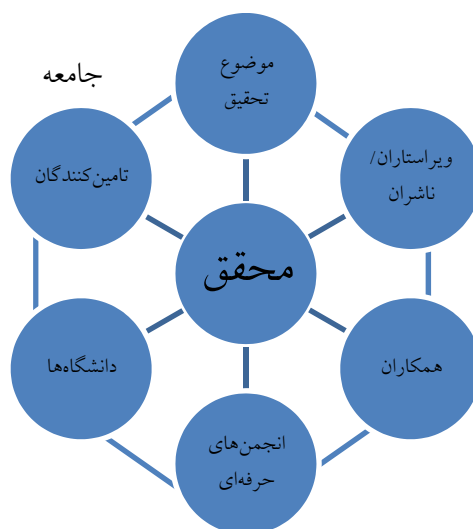 موضوع
تحقیق
جامعه
ویراستاران/
ناشران
تامین‌کنندگان
محقق
همکاران
دانشگاه‌ها
انجمن‌های
حرفه‌ای